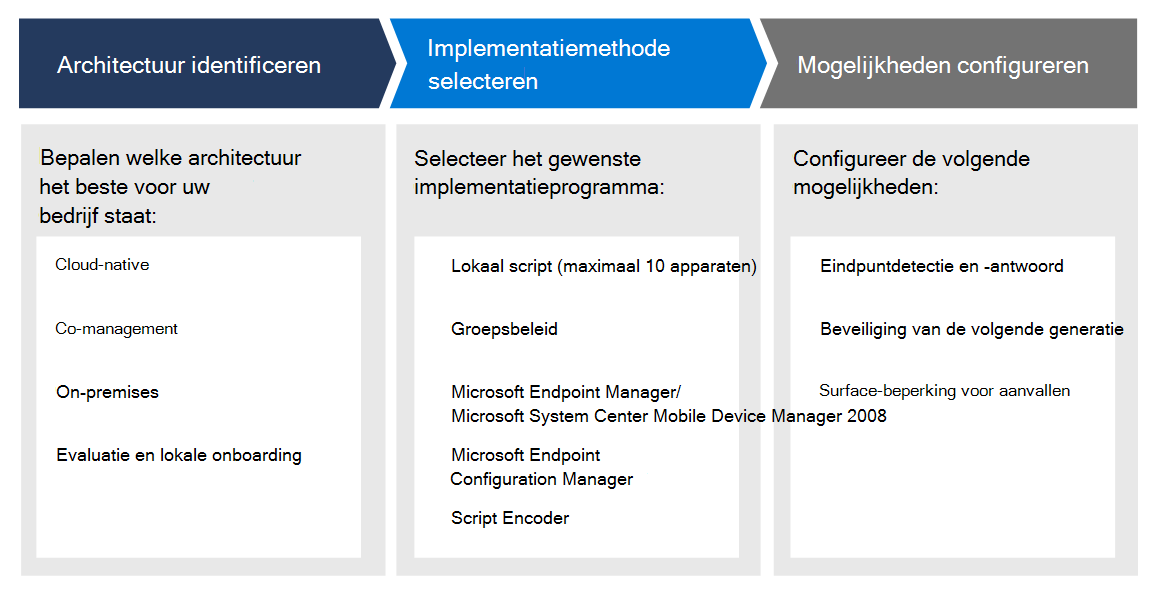 Architectuur identificeren
Implementatiemethode
selecteren
Mogelijkheden configureren
Bepalen welke architectuur
het beste voor uw
bedrijf staat:
Cloud-native
Co-management
On-premises
Evaluatie en lokale onboarding
Selecteer het gewenste
implementatieprogramma:
Lokaal script (maximaal 10 apparaten)
Groepsbeleid
Microsoft Endpoint Manager/
Microsoft System Center Mobile Device Manager 2008
Microsoft Endpoint
Configuration Manager
Script Encoder
Configureer de volgende
mogelijkheden:
Eindpuntdetectie en -antwoord
Beveiliging van de volgende generatie
Surface-beperking voor aanvallen